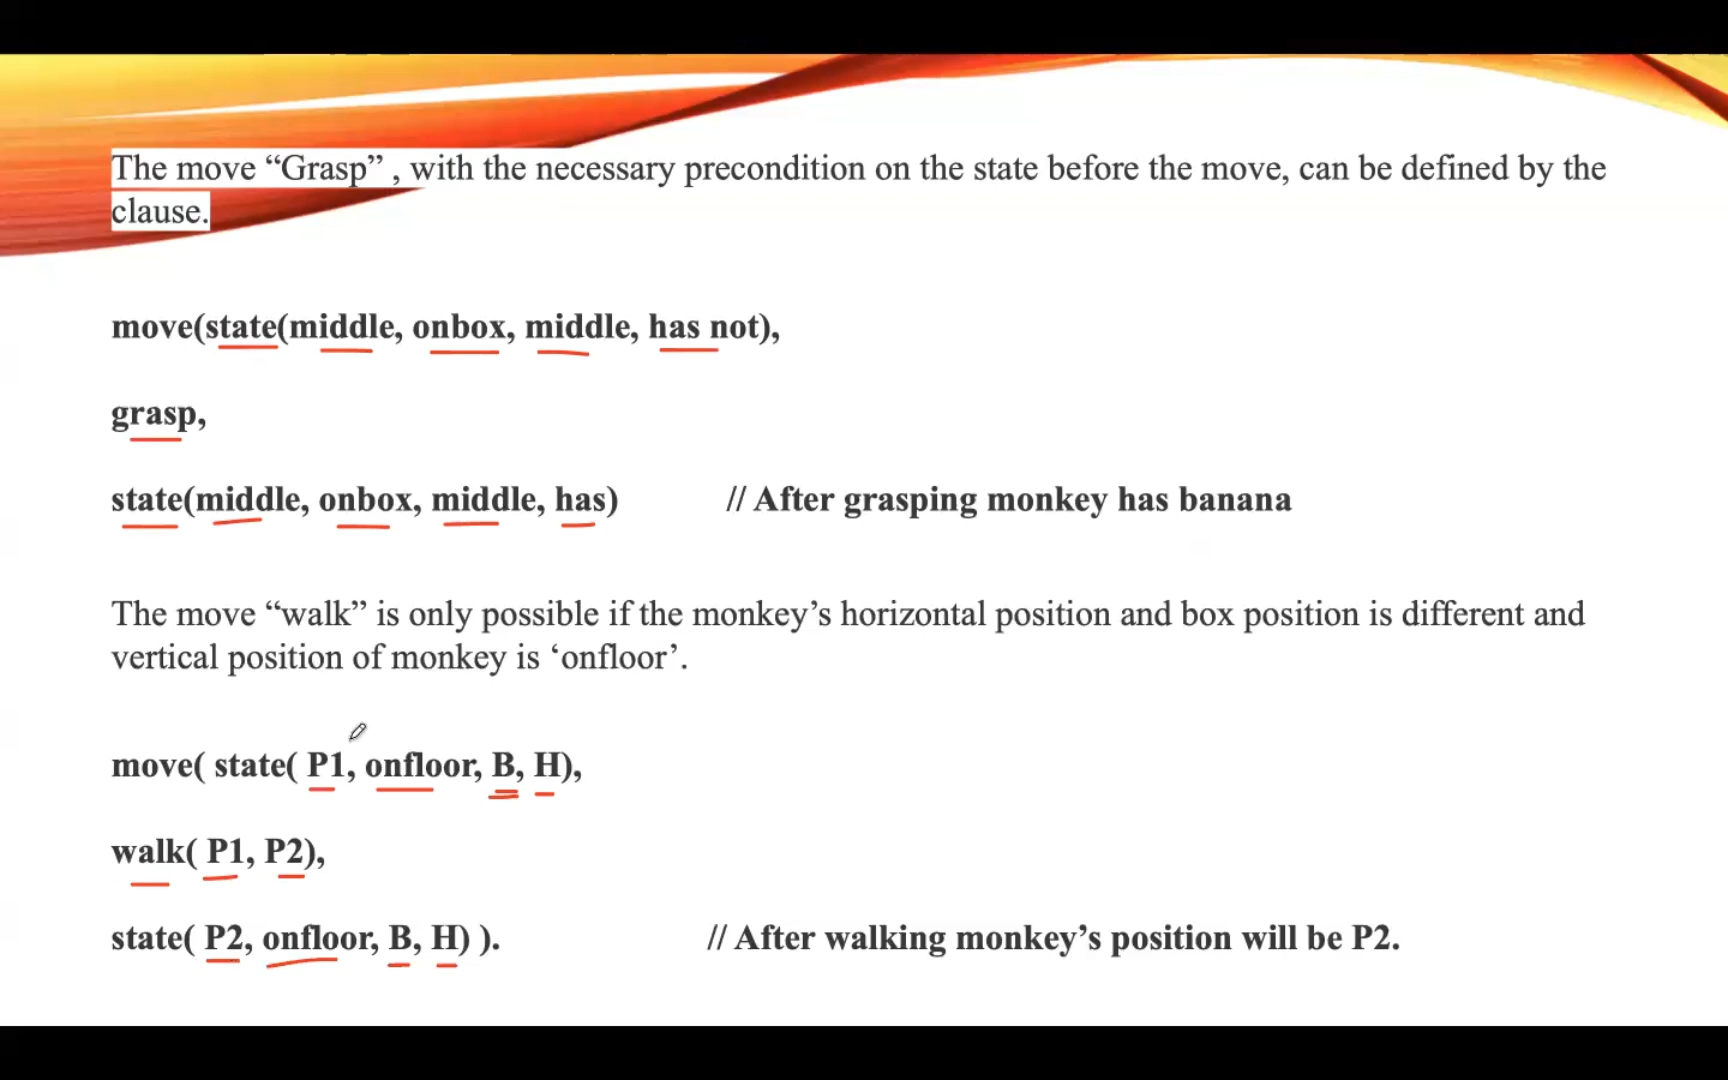 The move “Grasp” , with the necessary precondition on the state before the move, can be defined by the
clause.
move(state(middle, onbox, middle, has not),
grasp,
state(middle, onbox, middle, has) // After grasping monkey has banana
The move “walk” is only possible if the monkey’s horizontal position and box position is different and
vertical position of monkey is ‘onfloor’.
move( state( P1, onfloor, B, H),
walk( P1, P2),
state( P2, onfloor, B, H) ). // After walking monkey’s position will be P2.